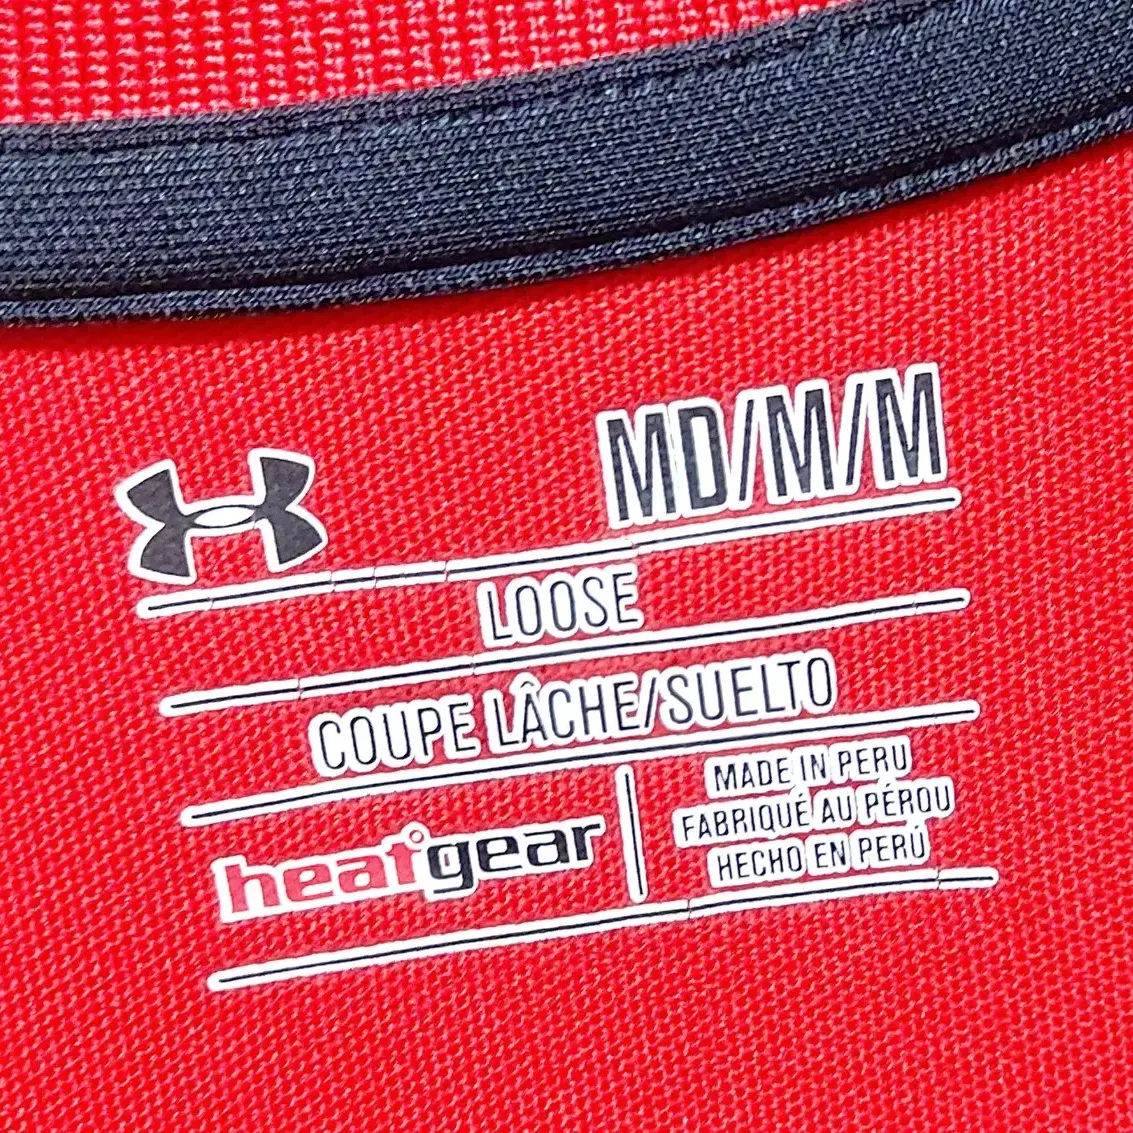 MD/M/M
LOOSE
COUPE LÂCHE/SUELTO
heatgear
MADE IN PERU
FABRIQUÉ AU PÉROU
HECHO EN PERÚ